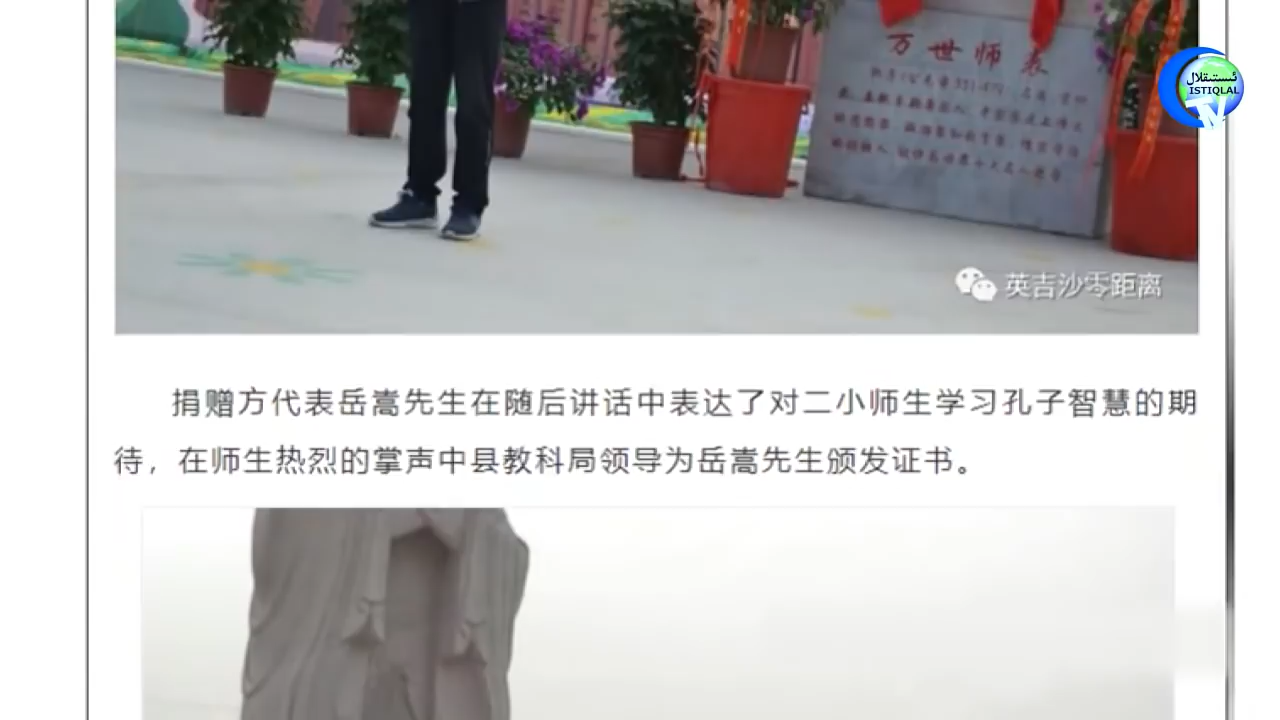 万世师表
ئىستىقلال
ISTIQLAL
TV
英吉沙零距离
捐赠方代表岳嵩先生在随后讲话中表达了对二小师生学习孔子智慧的期
待，在师生热烈的掌声中县教科局领导为岳嵩先生颁发证书。